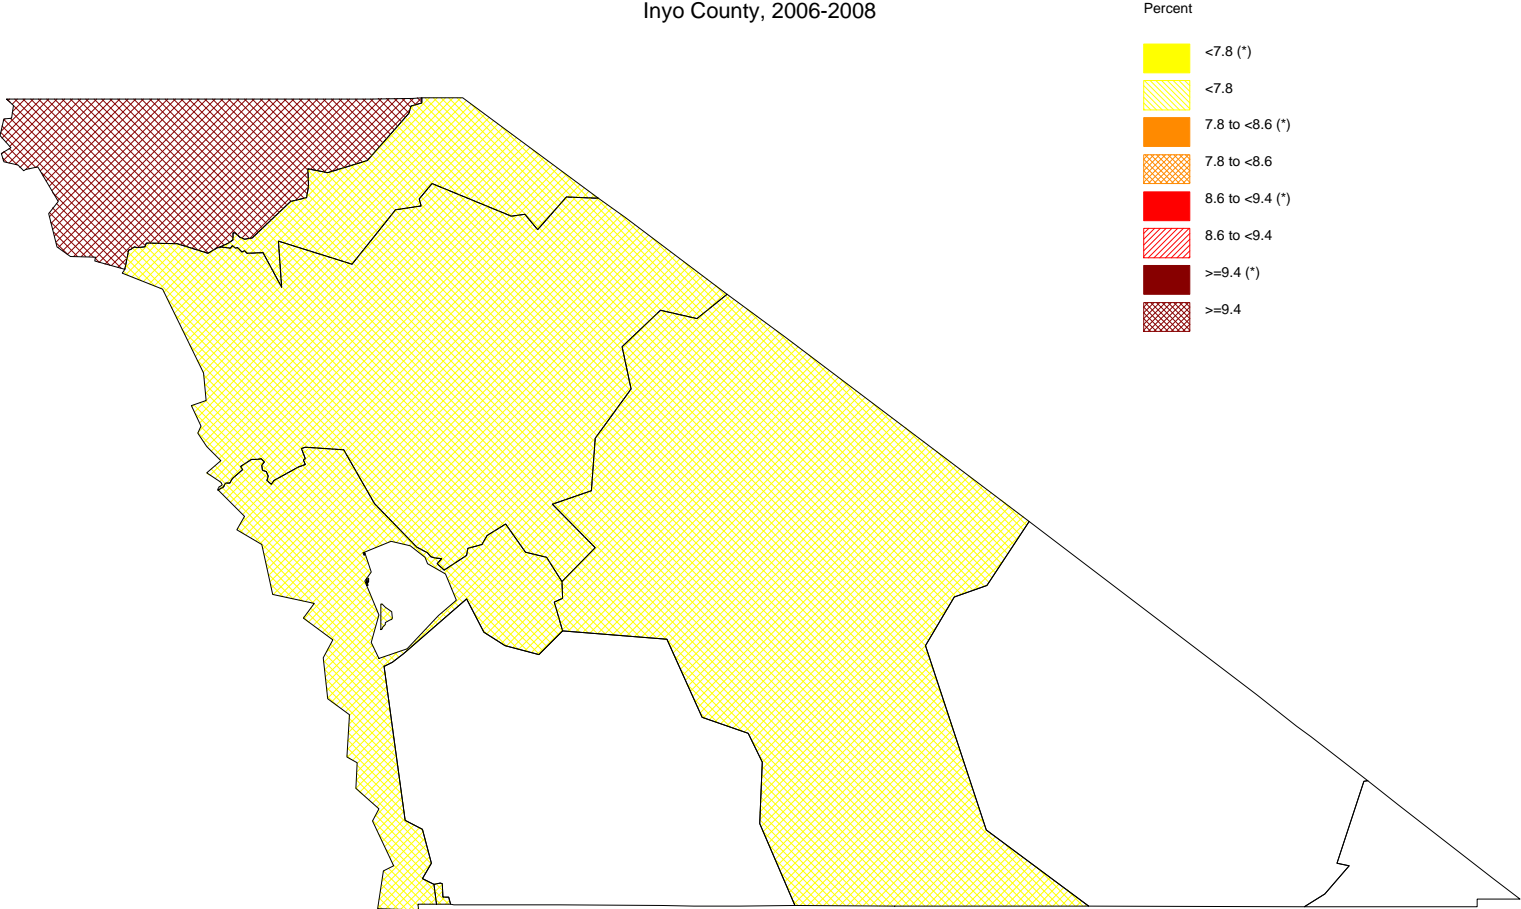 Inyo County, 2006-2008
Percent
<7.8 (*)
<7.8
7.8 to <8.6 (*)
7.8 to <8.6
8.6 to <9.4 (*)
8.6 to <9.4
>=9.4 (*)
>=9.4